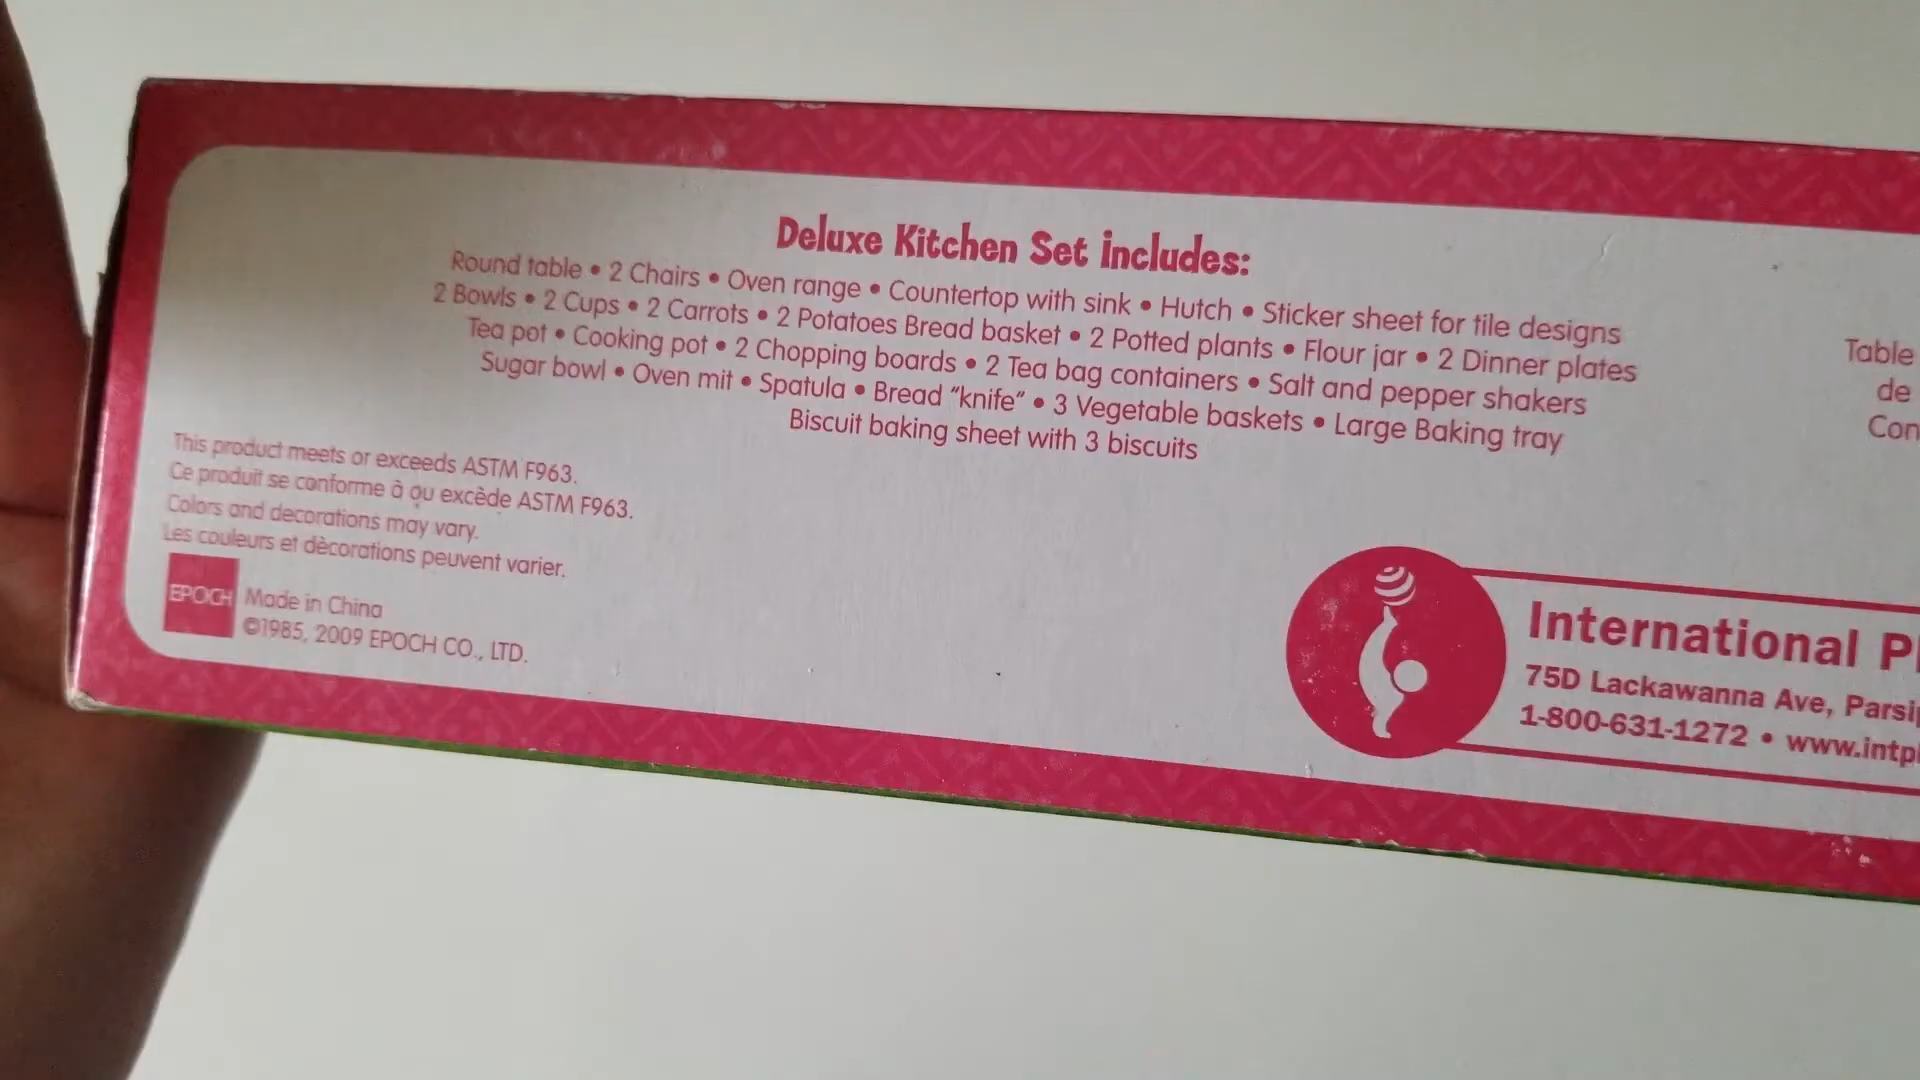 Deluxe Kitchen Set includes:
Round table • 2 Chairs • Oven range • Countertop with sink • Hutch • Sticker sheet for tile designs
2 Bowls • 2 Cups • 2 Carrots • 2 Potatoes Bread basket • 2 Potted plants • Flour jar • 2 Dinner plates
Tea pot • Cooking pot • 2 Chopping boards • 2 Tea bag containers • Salt and pepper shakers
Sugar bowl • Oven mit • Spatula • Bread "knife" • 3 Vegetable baskets • Large Baking tray
Biscuit baking sheet with 3 biscuits
This product meets or exceeds ASTM F963.
Ce produit se conforme à ou excède ASTM F963.
Colors and decorations may vary.
Les couleurs et dècorations peuvent varier.
EPOCH
Made in China
©1985, 2009 EPOCH CO., LTD.
International
75D Lackawanna Ave,
1-800-631-1272 •
Table
de